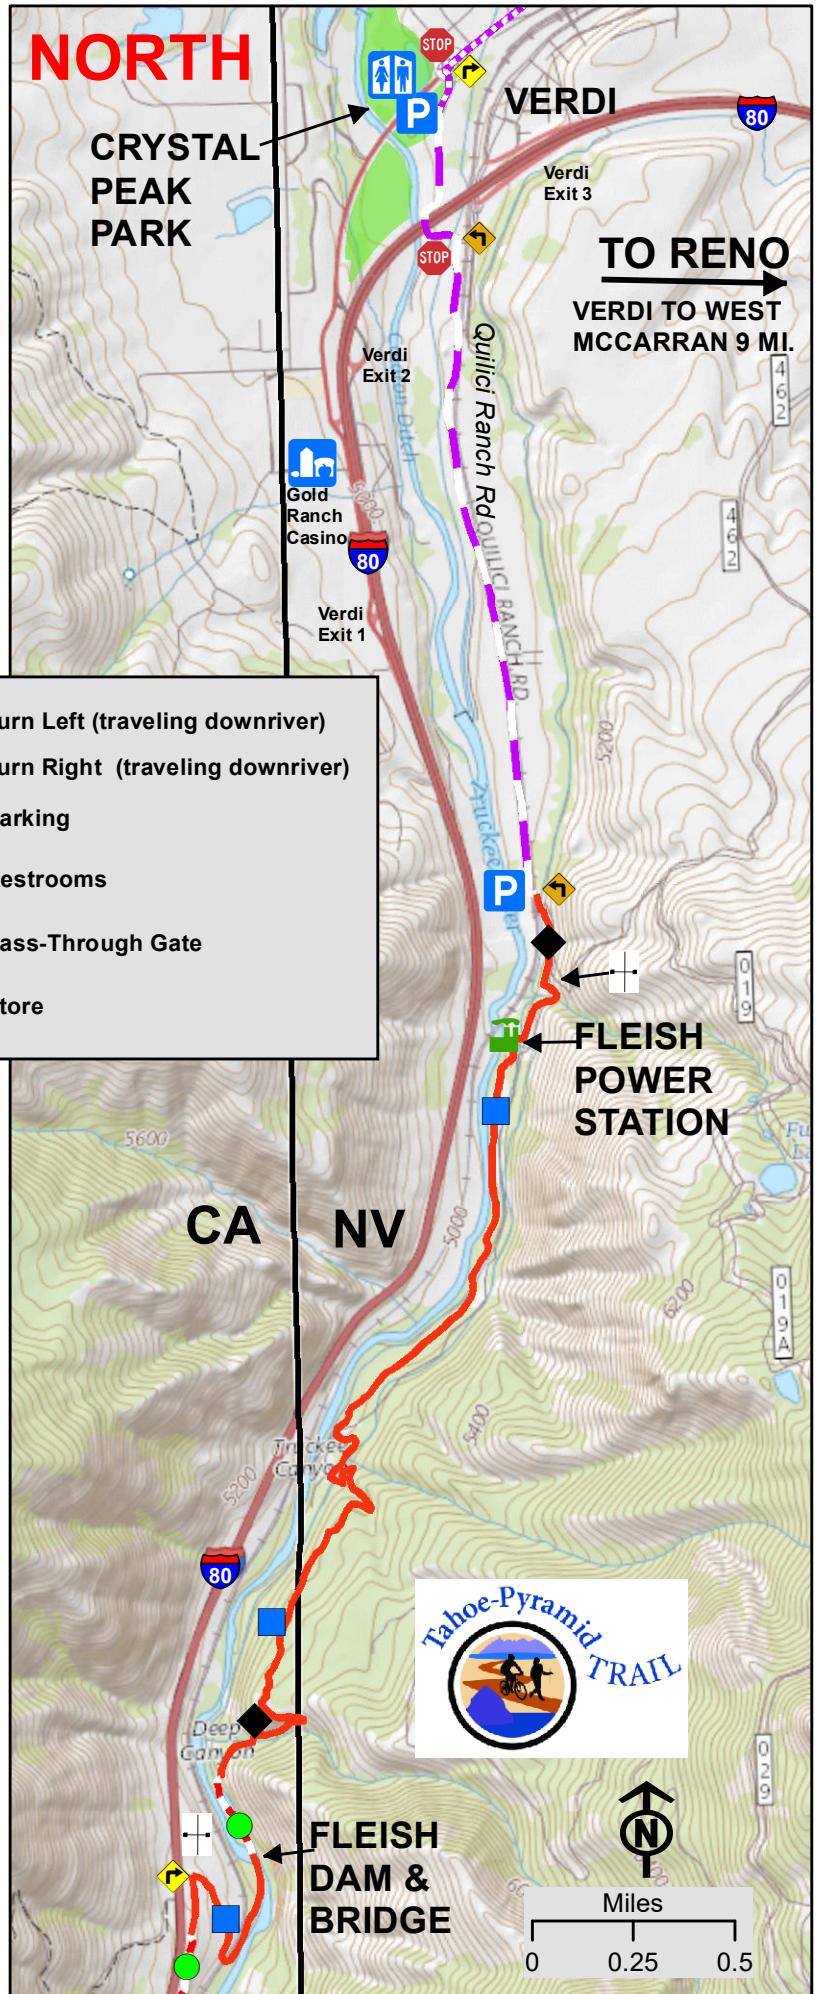 NORTH
STOP
VERDI
80
P
CRYSTAL
PEAK
PARK
Verdi
Exit 3
STOP
TO RENO
VERDI TO WEST
MCCARRAN 9 MI.
Verdi
Exit 2
462
Quilici Ranch Rd
Gold
Ranch
Casino
5000
462
80
QUILICI RANCH RD
Verdi
Exit 1
urn Left (traveling downriver)
urn Right (traveling downriver)
arking
estrooms
ass-Through Gate
tore
5200
Truckee
P
019
FLEISH
POWER
STATION
5600
CA
NV
5000
6200
019A
5400
Truckee
Canyon
5200
80
Tahoe-Pyramid
TRAIL
Deep
Canyon
029
FLEISH
DAM &
BRIDGE
N
Miles
0 0.25 0.5